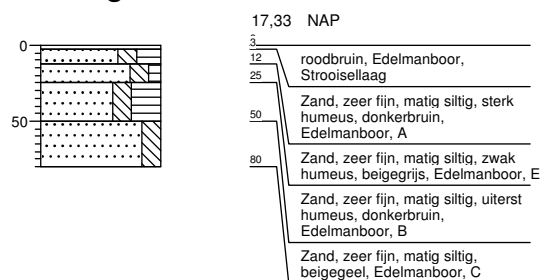 17,33 NAP
0
3
roodbruin, Edelmanboor,
Strooisellaag
12
Zand, zeer fijn, matig siltig, sterk
humeus, donkerbruin,
Edelmanboor, A
25
Zand, zeer fijn, matig siltig, zwak
humeus, beigegrijs, Edelmanboor, E
50
50
Zand, zeer fijn, matig siltig, uiterst
humeus, donkerbruin,
Edelmanboor, B
80
Zand, zeer fijn, matig siltig,
beigegeel, Edelmanboor, C